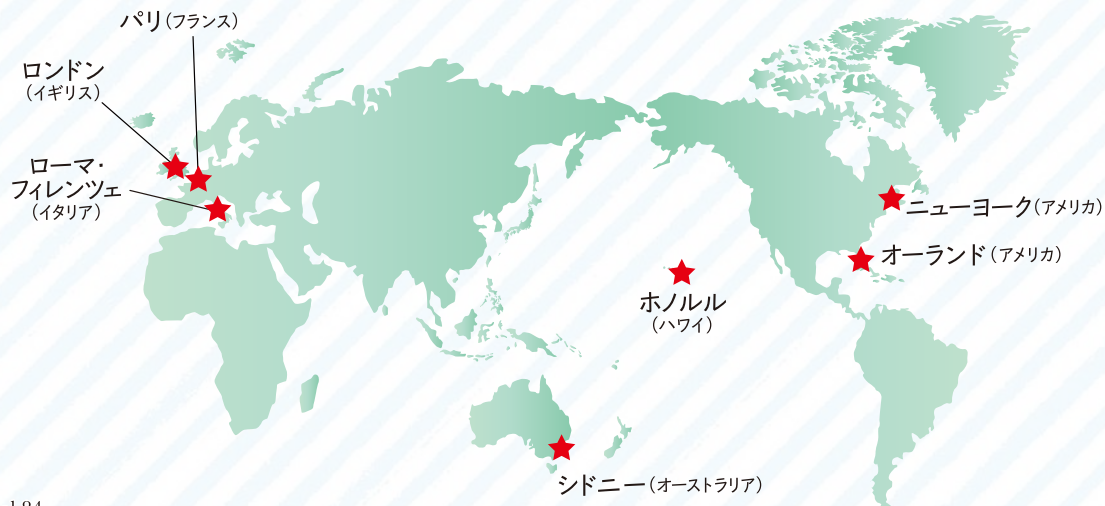 パリ(フランス)
ロンドン
(イギリス)
ローマ・
フィレンツェ
(イタリア)
ニューヨーク(アメリカ)
オーランド(アメリカ)
ホノルル
(ハワイ)
シドニー(オーストラリア)